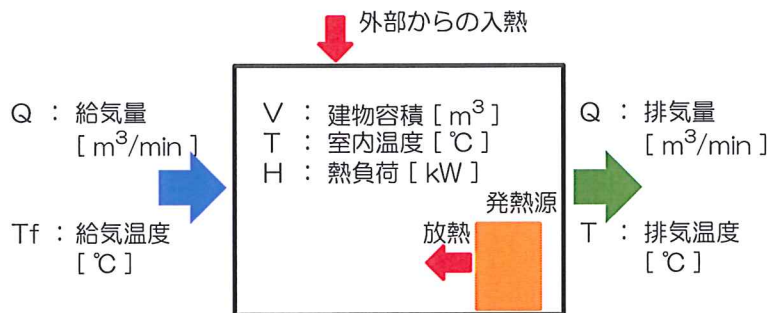 外部からの入熱
Q : 給気量
[ m³/min ]
Tf : 給気温度
[ ℃ ]
V : 建物容積 [ m³ ]
T : 室内温度 [ ℃ ]
H : 熱負荷 [ kW ]
発熱源
放熱
Q : 排気量
[ m³/min ]
T : 排気温度
[ ℃ ]